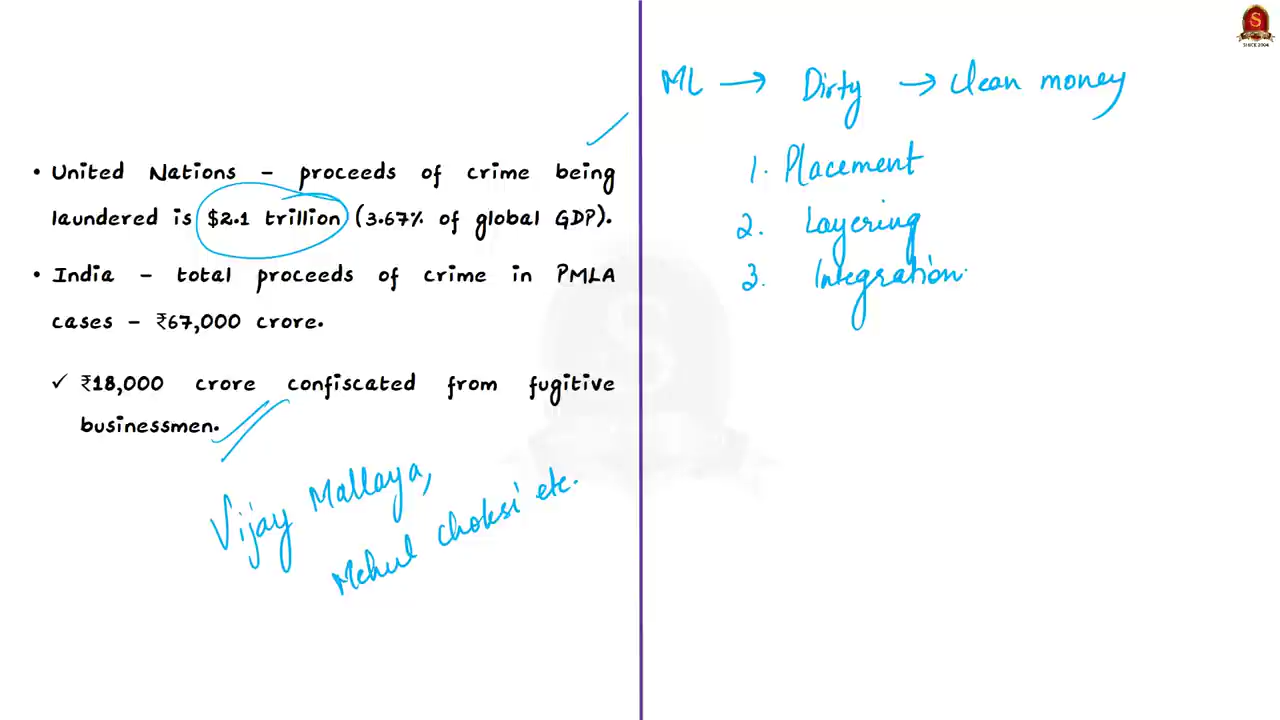 • United Nations – proceeds of crime being
laundered is $2.1 trillion (3.67% of global GDP).
• India – total proceeds of crime in PMLA
cases – ₹67,000 crore.
✓ ₹18,000 crore confiscated from fugitive
businessmen.
Vijay Mallaya,
Mehul choksi etc.
ML → Dirty → clean money
1. Placement
2. Layering
3. Integration
S
SINCE 2004